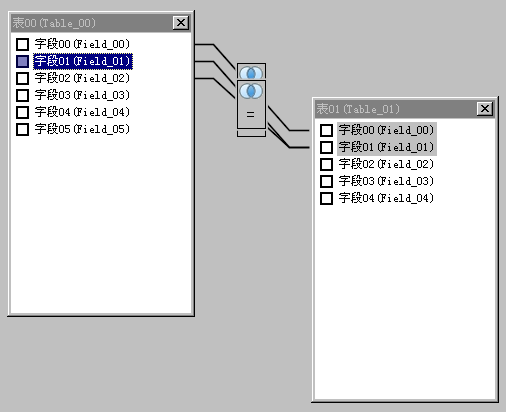 表00(Table_00)
字段00(Field_00)
字段01(Field_01)
字段02(Field_02)
字段03(Field_03)
字段04(Field_04)
字段05(Field_05)
=
表01(Table_01)
字段00(Field_00)
字段01(Field_01)
字段02(Field_02)
字段03(Field_03)
字段04(Field_04)